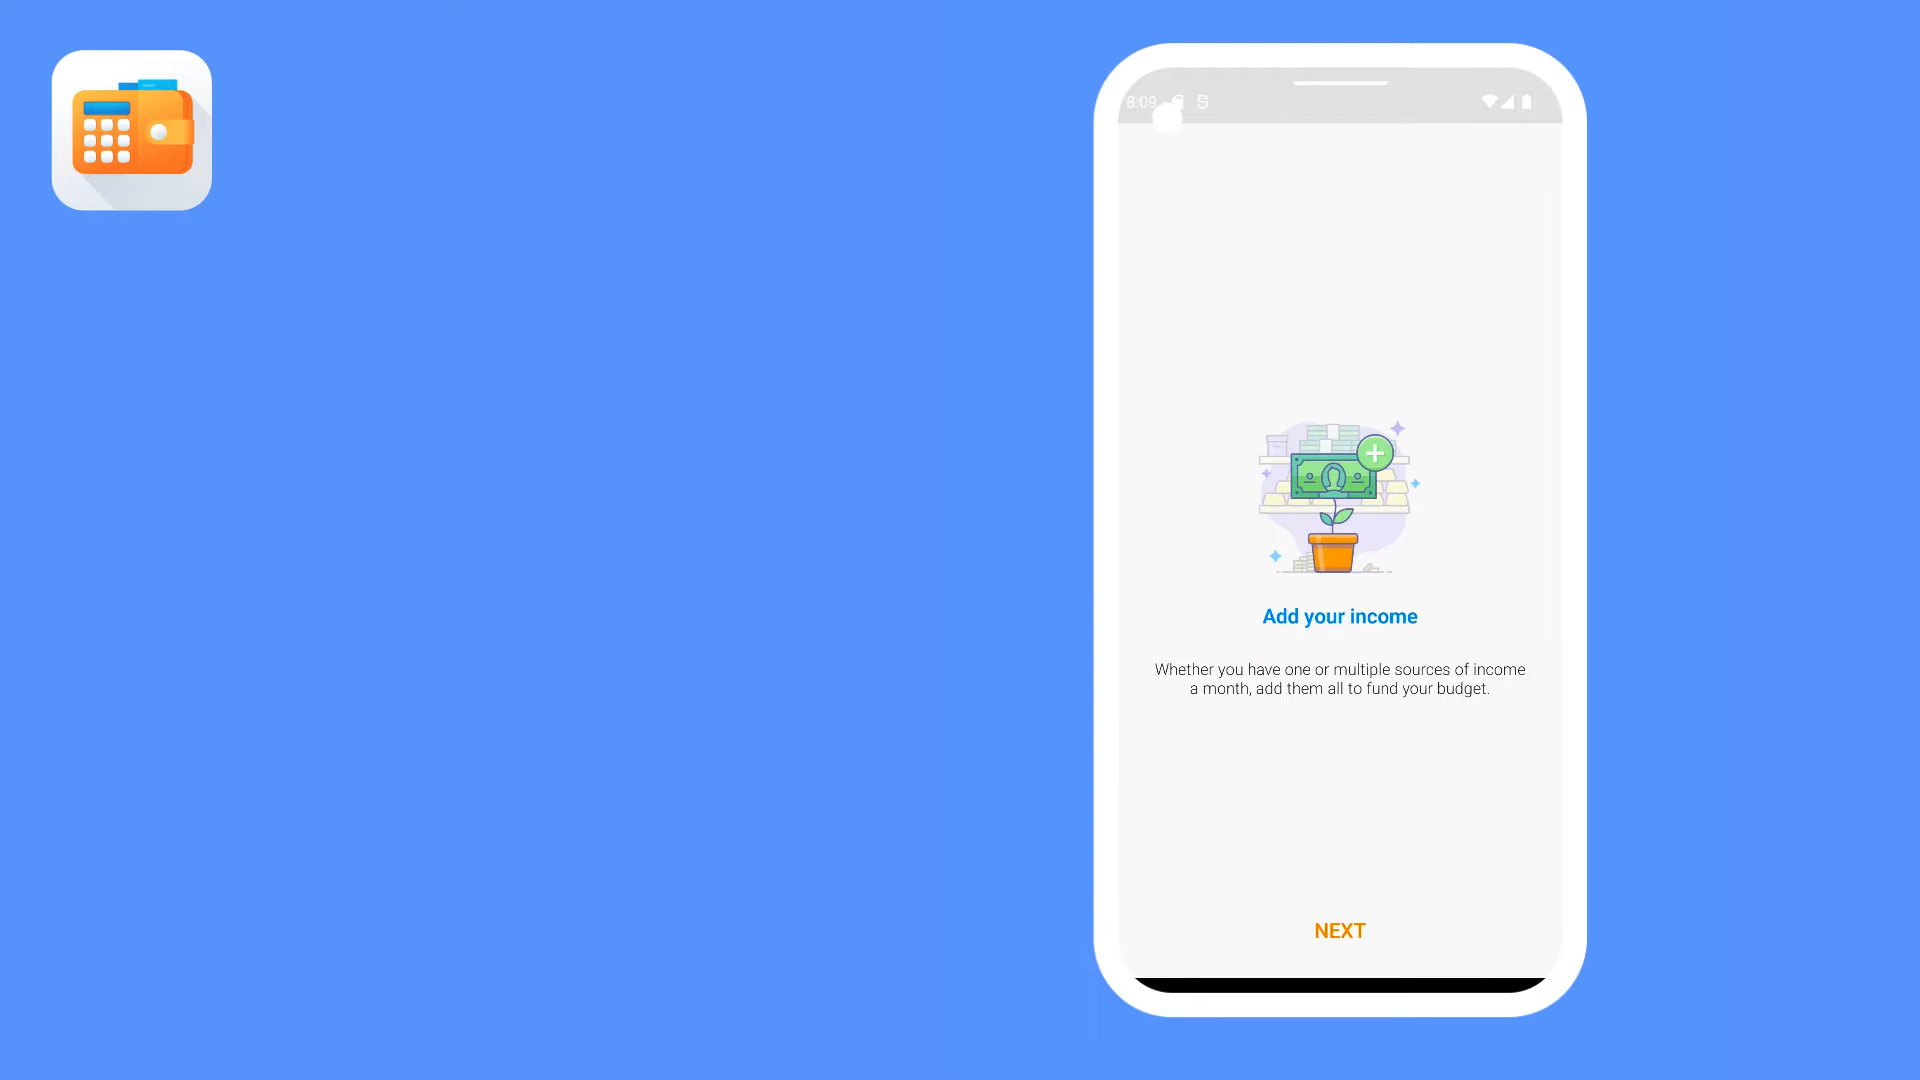 8:09
Add your income
Whether you have one or multiple sources of income
a month, add them all to fund your budget.
NEXT